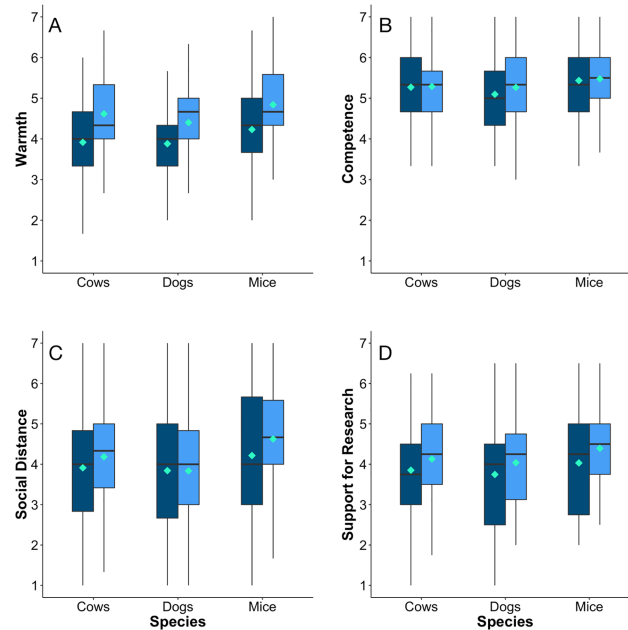 A
7
6
5
4
3
2
1
Warmth
Cows Dogs Mice
B
7
6
5
4
3
2
1
Competence
Cows Dogs Mice
C
7
6
5
4
3
2
1
Social Distance
Cows Dogs Mice
Species
D
7
6
5
4
3
2
1
Support for Research
Cows Dogs Mice
Species